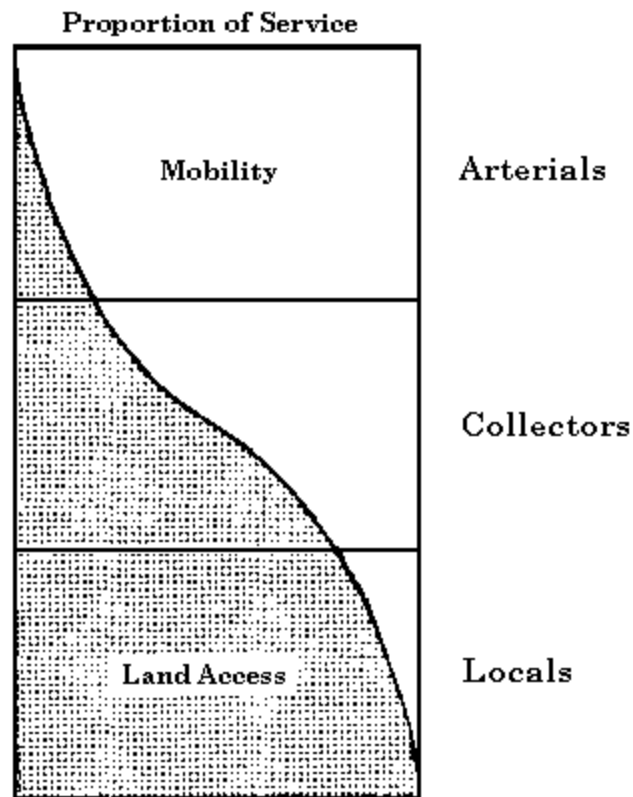 Proportion of Service
Mobility
Arterials
Collectors
Land Access
Locals